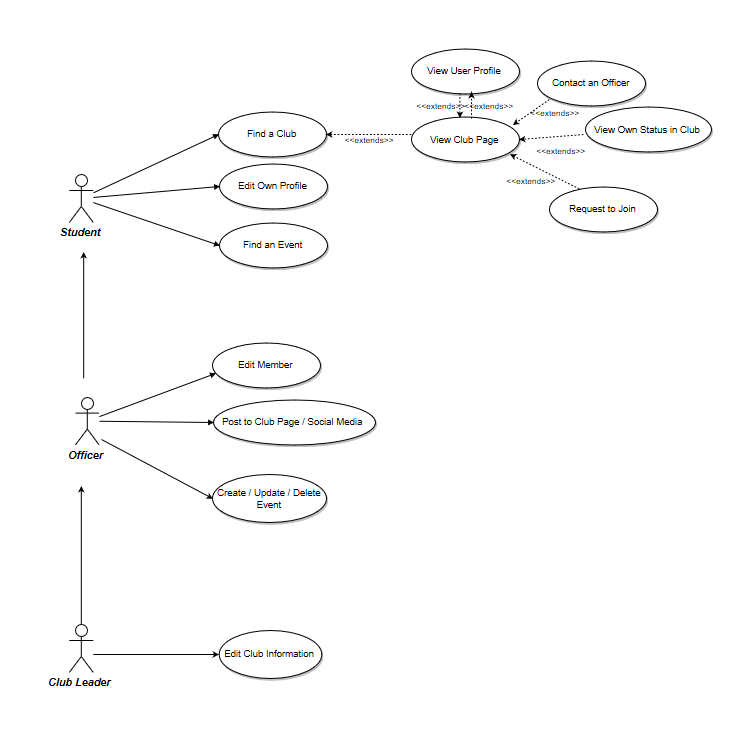 View User Profile
Contact an Officer
<<extends>>
<<extends>>
<<extends>>
Find a Club
<<extends>>
View Club Page
View Own Status in Club
<<extends>>
<<extends>>
Edit Own Profile
Request to Join
Student
Find an Event
Edit Member
Post to Club Page / Social Media
Officer
Create / Update / Delete
Event
Edit Club Information
Club Leader